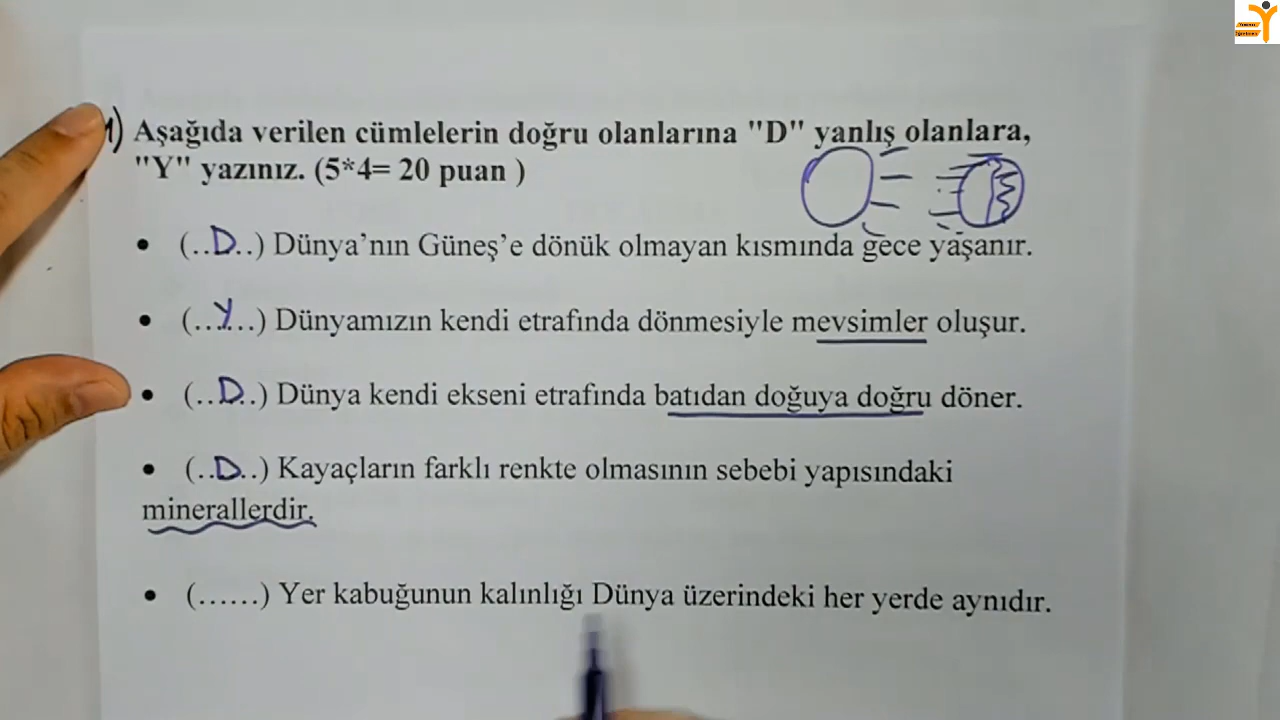 1) Aşağıda verilen cümlelerin doğru olanlarına "D" yanlış olanlara,
"Y" yazınız. (5*4= 20 puan )
• (..D..) Dünya’nın Güneş’e dönük olmayan kısmında gece yaşanır.
• (...Y...) Dünyamızın kendi etrafında dönmesiyle mevsimler oluşur.
• (..D..) Dünya kendi ekseni etrafında batıdan doğuya doğru döner.
• (..D..) Kayaçların farklı renkte olmasının sebebi yapısındaki
minerallerdir.
• (......) Yer kabuğunun kalınlığı Dünya üzerindeki her yerde aynıdır.